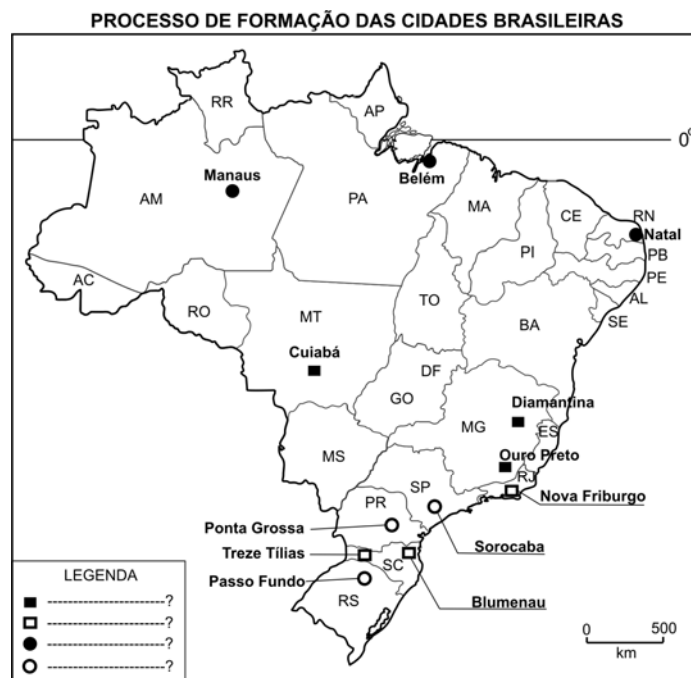 PROCESSO DE FORMAÇÃO DAS CIDADES BRASILEIRAS
RR
AP
0°
Manaus
Belém
AM
PA
MA
CE
RN
Natal
PI
PB
PE
AC
AL
RO
TO
SE
MT
BA
Cuiabá
DF
GO
Diamantina
MG
ES
MS
Ouro Preto
RJ
SP
Nova Friburgo
PR
Ponta Grossa
Sorocaba
Treze Tílias
SC
Passo Fundo
Blumenau
RS
LEGENDA
-----------------------?
-----------------------?
-----------------------?
-----------------------?
0 500
km